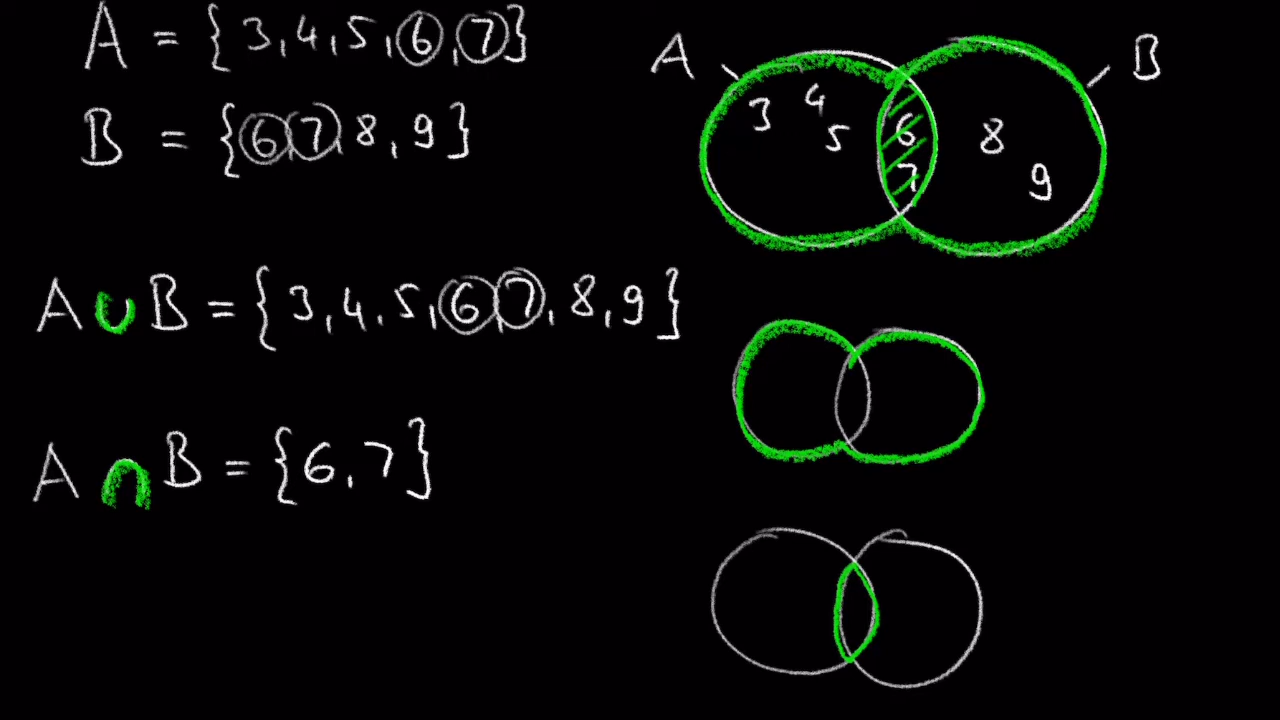 A = {3,4,5,6,7}
B = {6,7,8,9}
A∪B = {3,4,5,6,7,8,9}
A∩B = {6,7}
A B
3 4 5 6 7 8 9